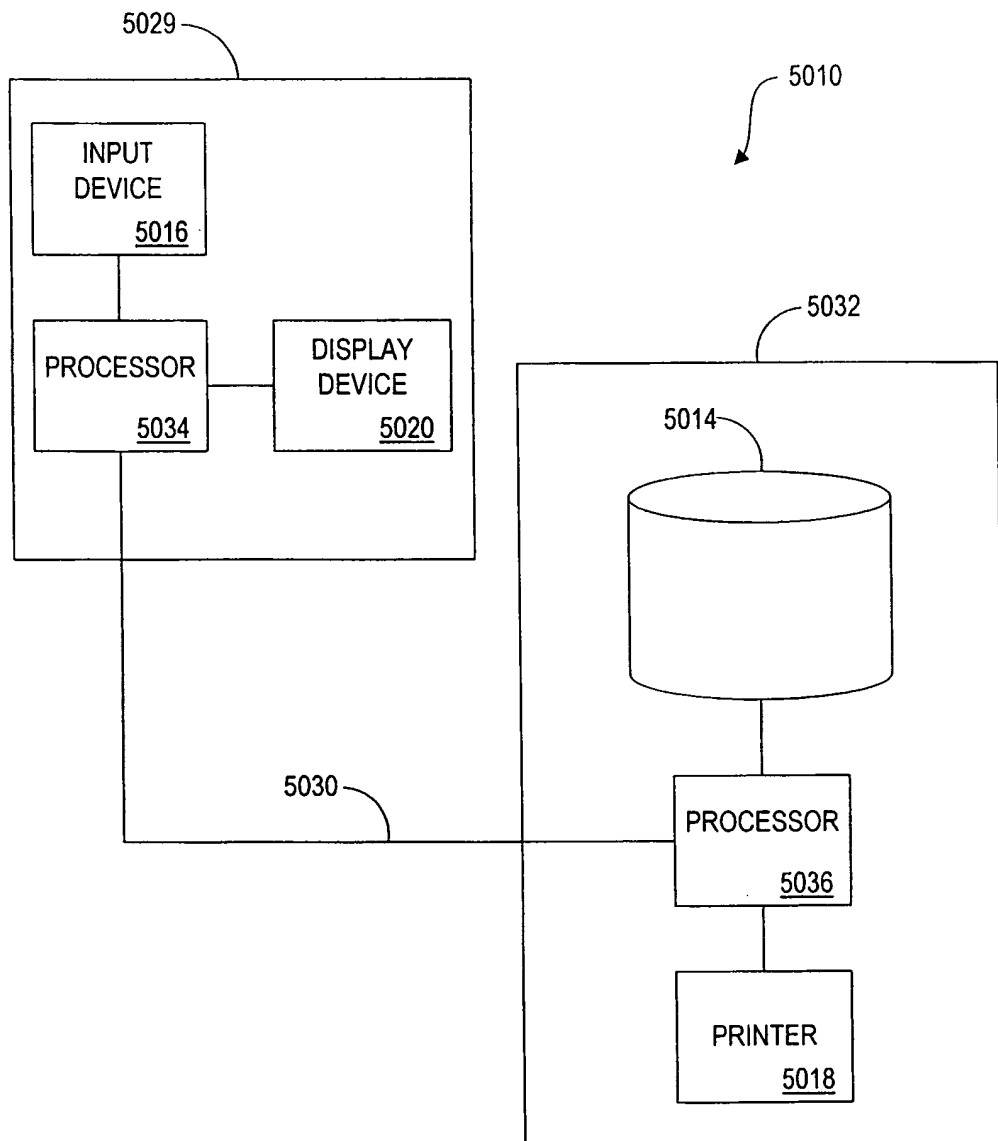 5029
5010
INPUT
DEVICE
5016
PROCESSOR
5034
DISPLAY
DEVICE
5020
5032
5014
5030
PROCESSOR
5036
PRINTER
5018